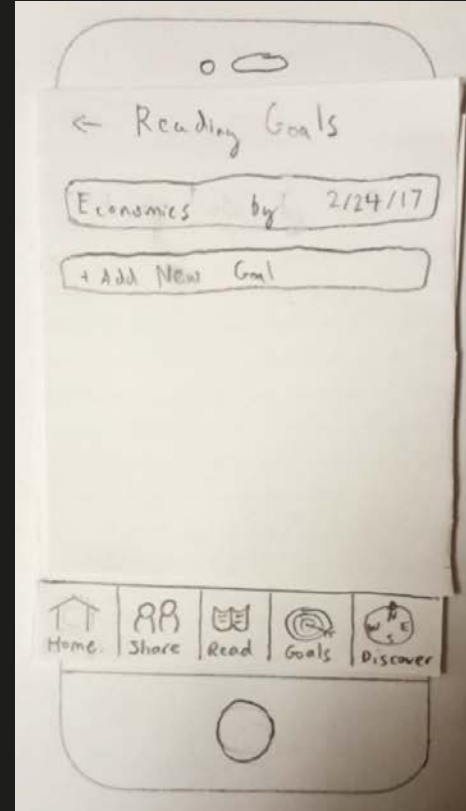 ← Reading Goals
Economics by 2/24/17
+ Add New Goal
N
W E
S
Home Share Read Goals Discover